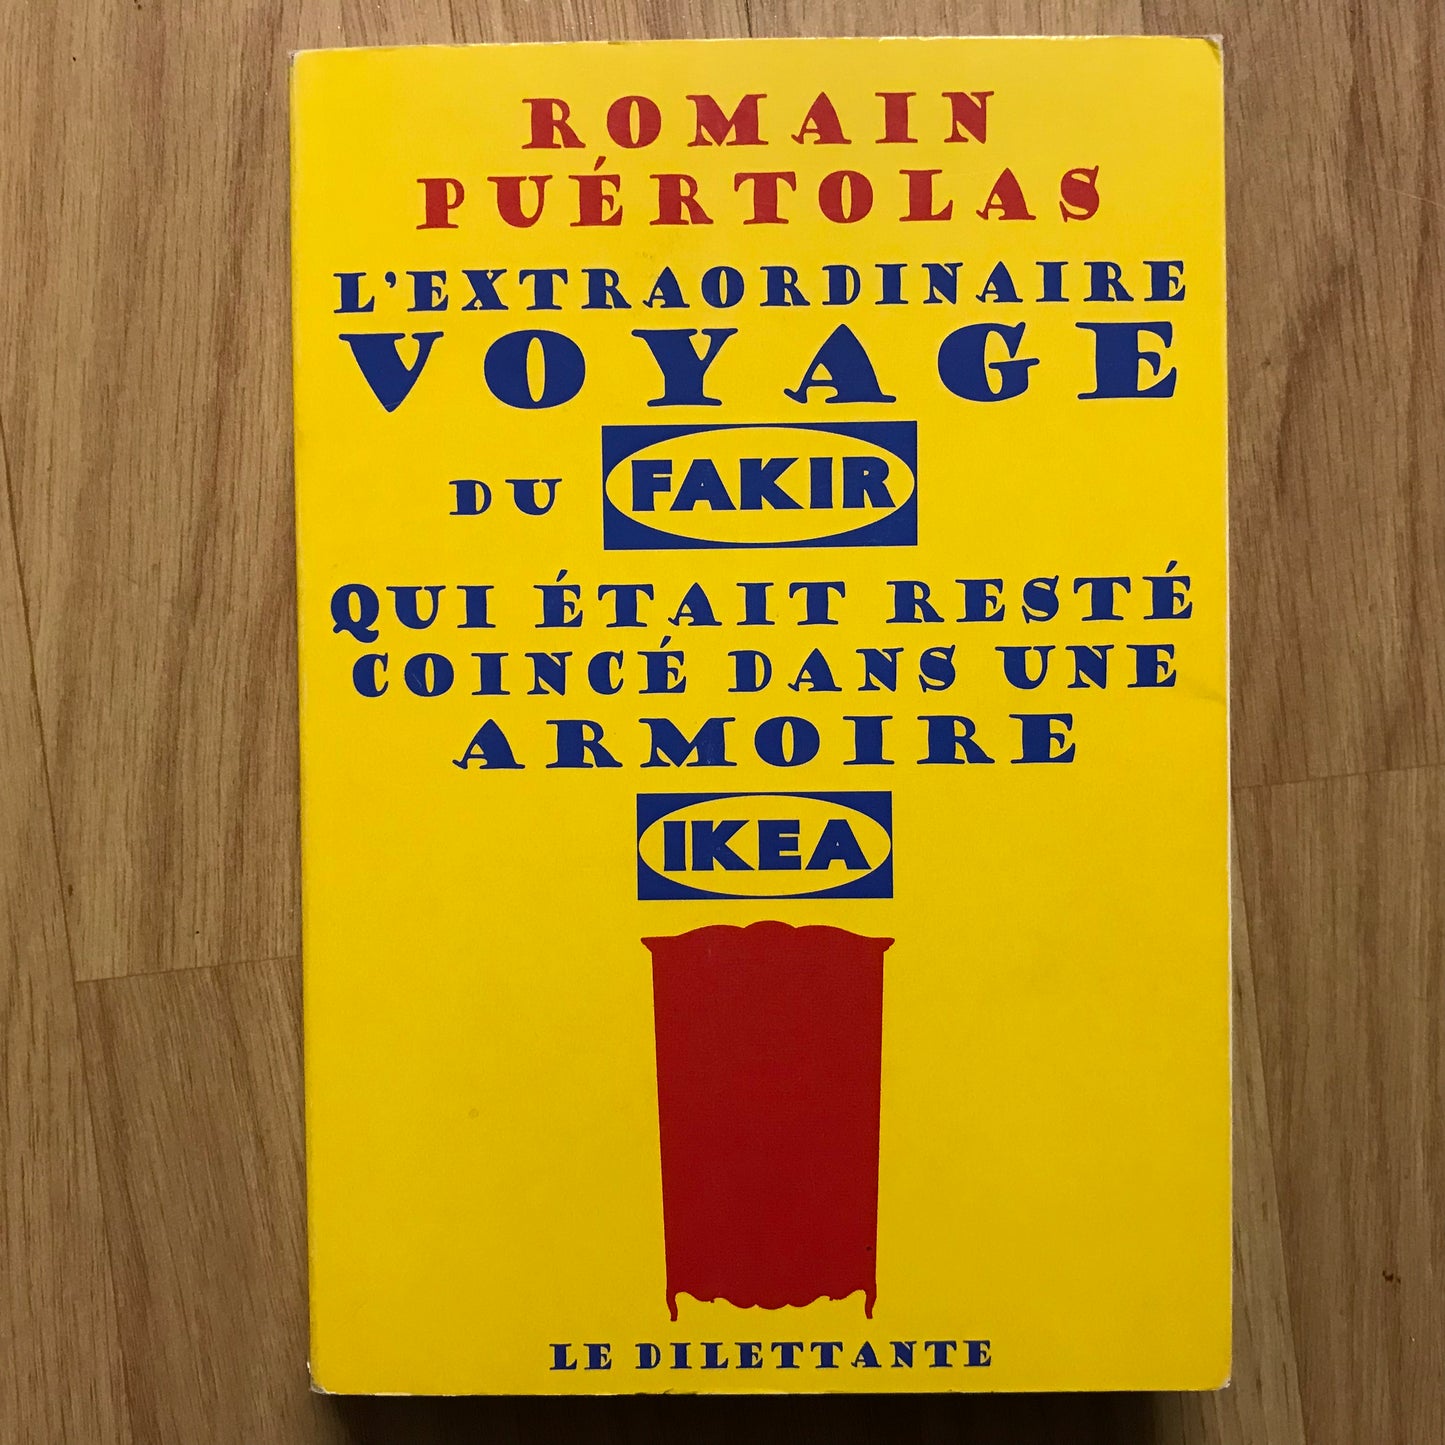 ROMAIN
PUÉRTOLAS
L'EXTRAORDINAIRE
VOYAGE
DU FAKIR
QUI ÉTAIT RESTÉ
COINCÉ DANS UNE
ARMOIRE
IKEA
LE DILETTANTE